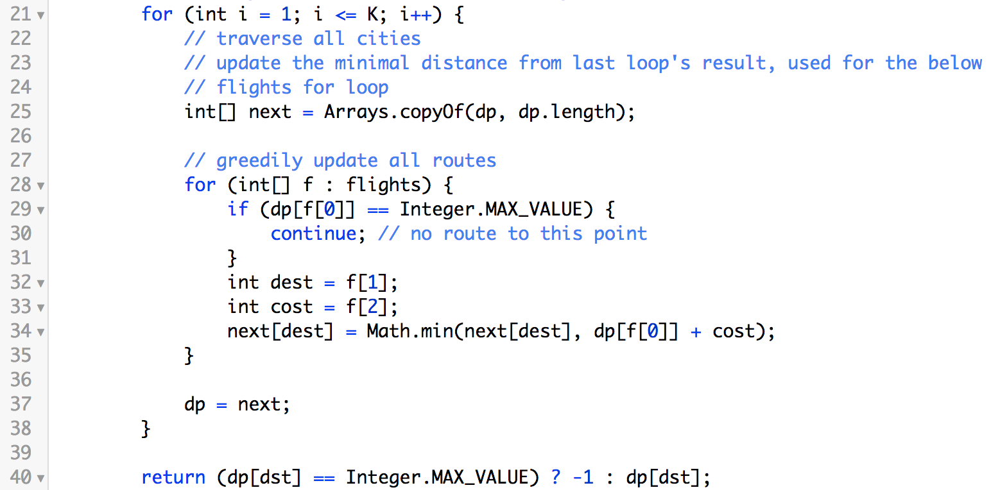 21 for (int i = 1; i <= K; i++) {
22 // traverse all cities
23 // update the minimal distance from last loop's result, used for the below
24 // flights for loop
25 int[] next = Arrays.copyOf(dp, dp.length);
26
27 // greedily update all routes
28 for (int[] f : flights) {
29 if (dp[f[0]] == Integer.MAX_VALUE) {
30 continue; // no route to this point
31 }
32 int dest = f[1];
33 int cost = f[2];
34 next[dest] = Math.min(next[dest], dp[f[0]] + cost);
35 }
36
37 dp = next;
38 }
39
40 return (dp[dst] == Integer.MAX_VALUE) ? -1 : dp[dst];